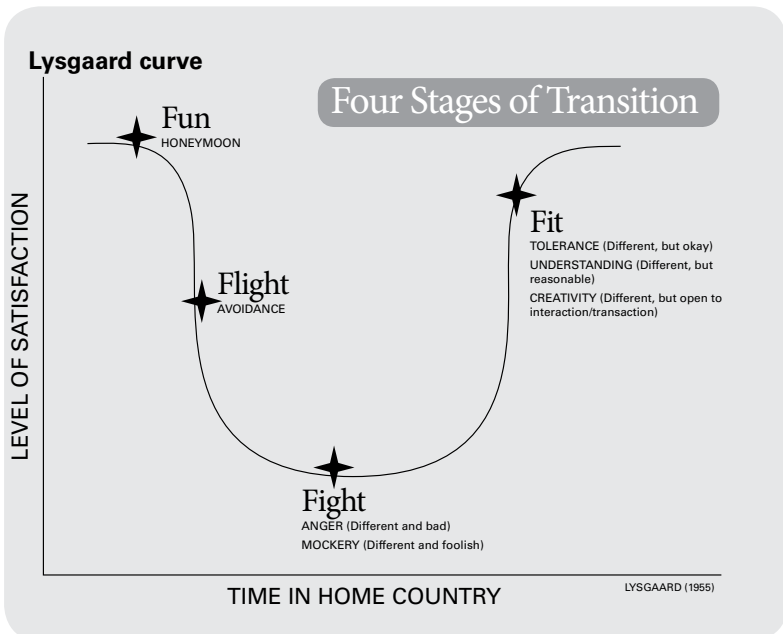 Lysgaard curve
Four Stages of Transition
Fun
HONEYMOON
Flight
AVOIDANCE
Fight
ANGER (Different and bad)
MOCKERY (Different and foolish)
Fit
TOLERANCE (Different, but okay)
UNDERSTANDING (Different, but
reasonable)
CREATIVITY (Different, but open to
interaction/transaction)
LEVEL OF SATISFACTION
TIME IN HOME COUNTRY
LYSGAARD (1955)